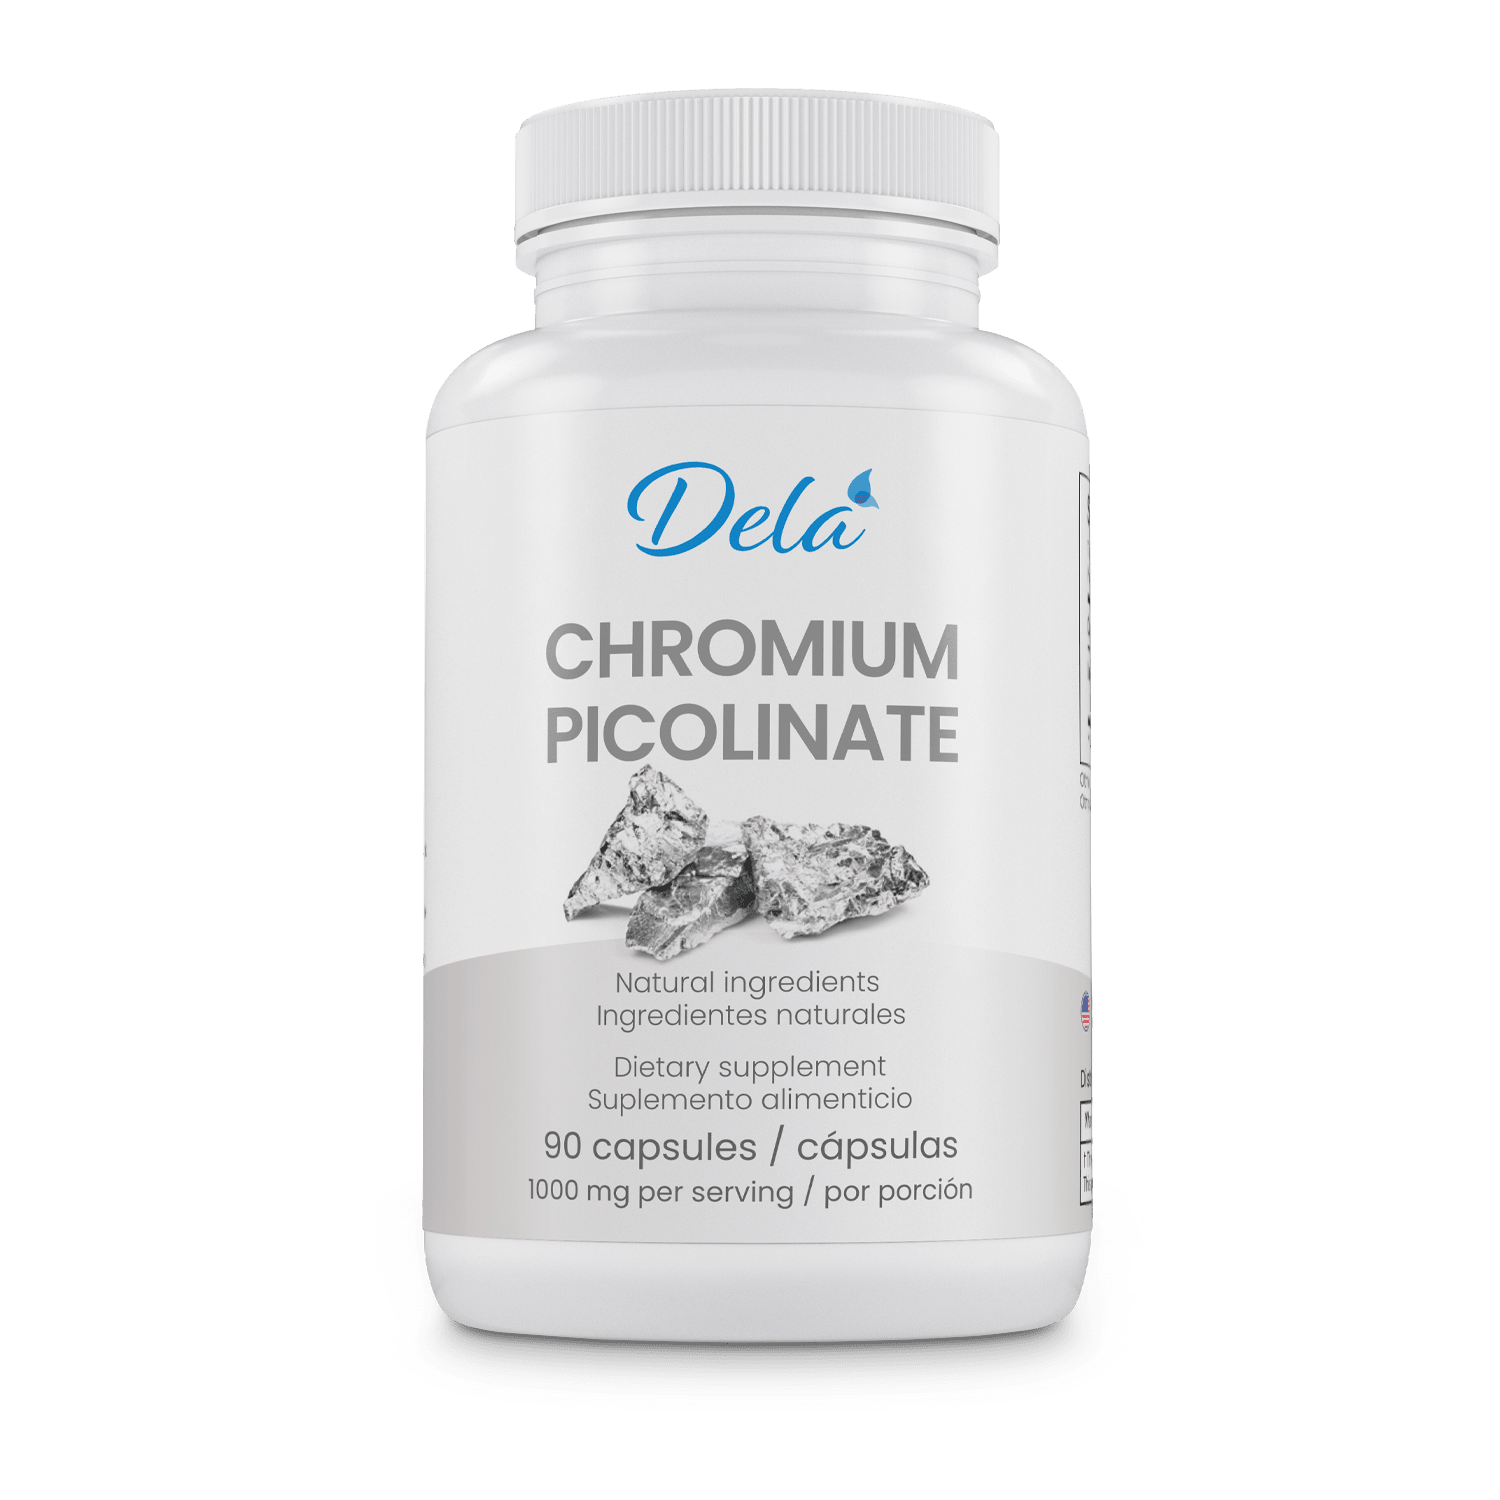 Dela
CHROMIUM
PICOLINATE
Natural ingredients
Ingredientes naturales
Dietary supplement
Suplemento alimenticio
90 capsules / cápsulas
1000 mg per serving / por porción